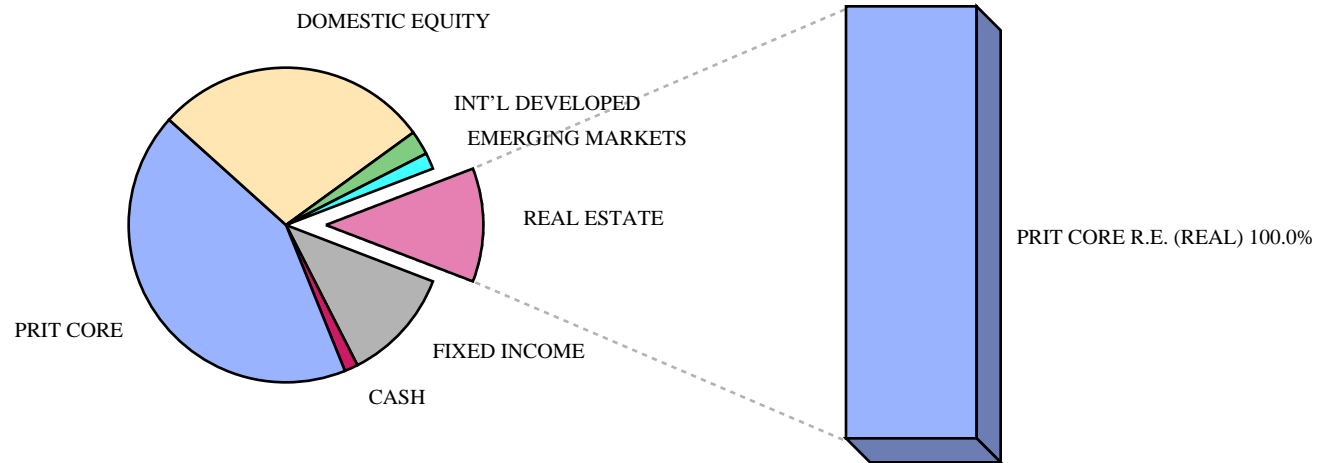 DOMESTIC EQUITY
INT'L DEVELOPED
EMERGING MARKETS
REAL ESTATE
PRIT CORE R.E. (REAL) 100.0%
PRIT CORE
FIXED INCOME
CASH